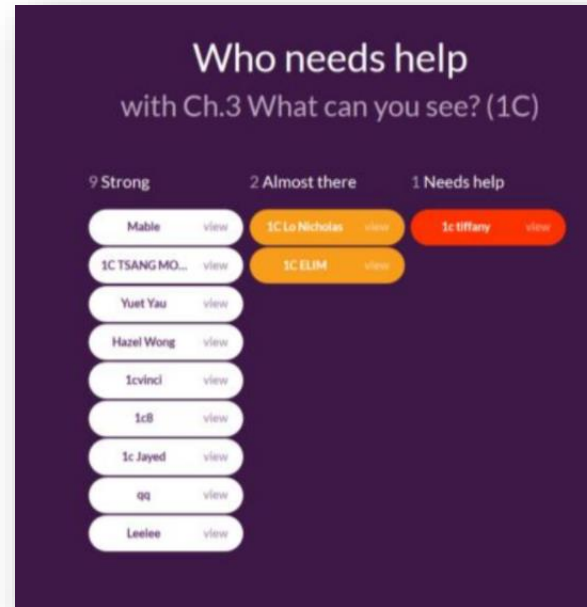 Who needs help
with Ch.3 What can you see? (1C)
9 Strong
Mable view
1C TSANG MO... view
Yuet Yau view
Hazel Wong view
1cvinci view
1c8 view
1c Jayed view
qq view
Leelee view
2 Almost there
1C Lo Nicholas view
1C ELIM view
1 Needs help
1c tiffany view